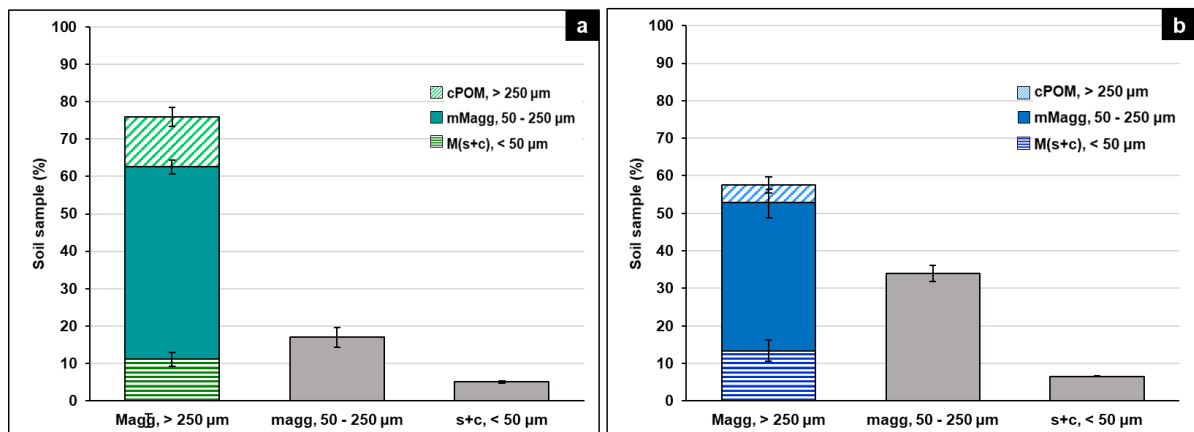 a
Soil sample (%)
100
90
80
70
60
50
40
30
20
10
0
cPOM, > 250 µm
mMagg, 50 - 250 µm
M(s+c), < 50 µm
Magg, > 250 µm
magg, 50 - 250 µm
s+c, < 50 µm
b
Soil sample (%)
100
90
80
70
60
50
40
30
20
10
0
cPOM, > 250 µm
mMagg, 50 - 250 µm
M(s+c), < 50 µm
Magg, > 250 µm
magg, 50 - 250 µm
s+c, < 50 µm